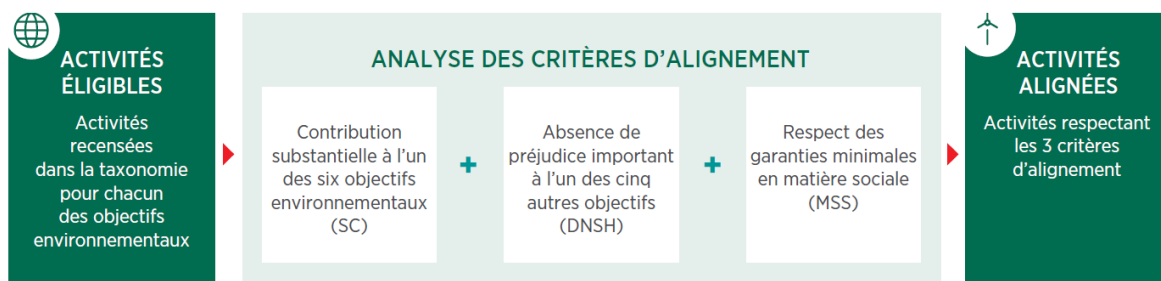 ACTIVITÉS
ÉLIGIBLES
Activités
recensées
dans la taxonomie
pour chacun
des objectifs
environnementaux
ANALYSE DES CRITÈRES D’ALIGNEMENT
Contribution
substantielle à l’un
des six objectifs
environnementaux
(SC)
+
Absence de
préjudice important
à l’un des cinq
autres objectifs
(DNSH)
+
Respect des
garanties minimales
en matière sociale
(MSS)
ACTIVITÉS
ALIGNÉES
Activités respectant
les 3 critères
d’alignement